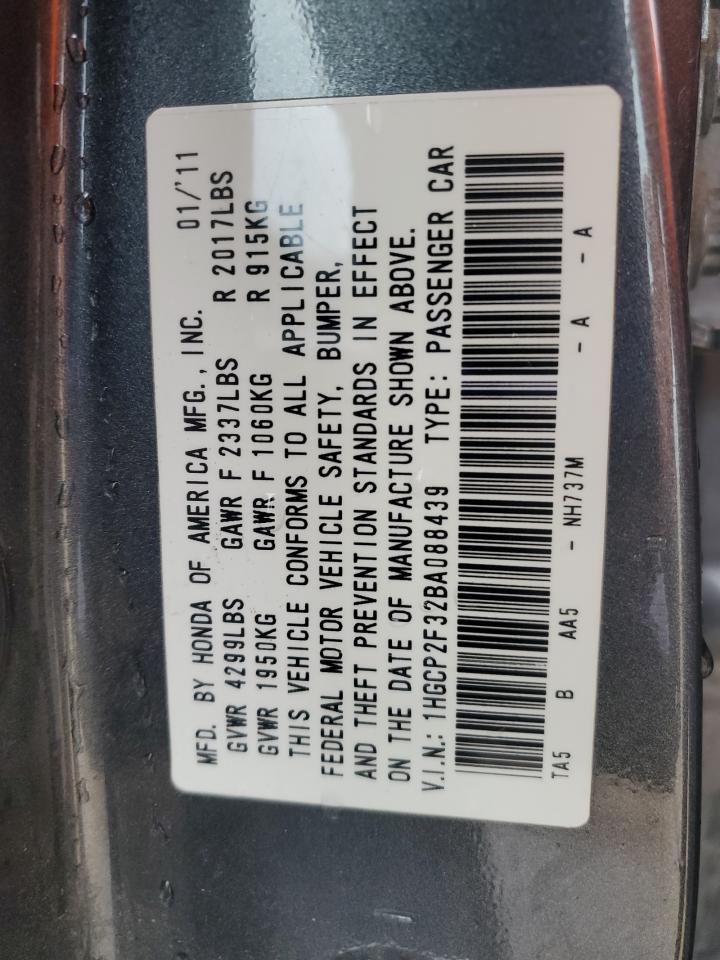 MFD. BY HONDA OF AMERICA MFG., INC. 01/'11
GVWR 4299LBS GAWR F 2337LBS R 2017LBS
GVWR 1950KG GAWR F 1060KG R 915KG
THIS VEHICLE CONFORMS TO ALL APPLICABLE
FEDERAL MOTOR VEHICLE SAFETY, BUMPER,
AND THEFT PREVENTION STANDARDS IN EFFECT
ON THE DATE OF MANUFACTURE SHOWN ABOVE.
V.I.N.: 1HGCP2F32BA088439 TYPE: PASSENGER CAR
TA5 B AA5 - NH737M - A - A